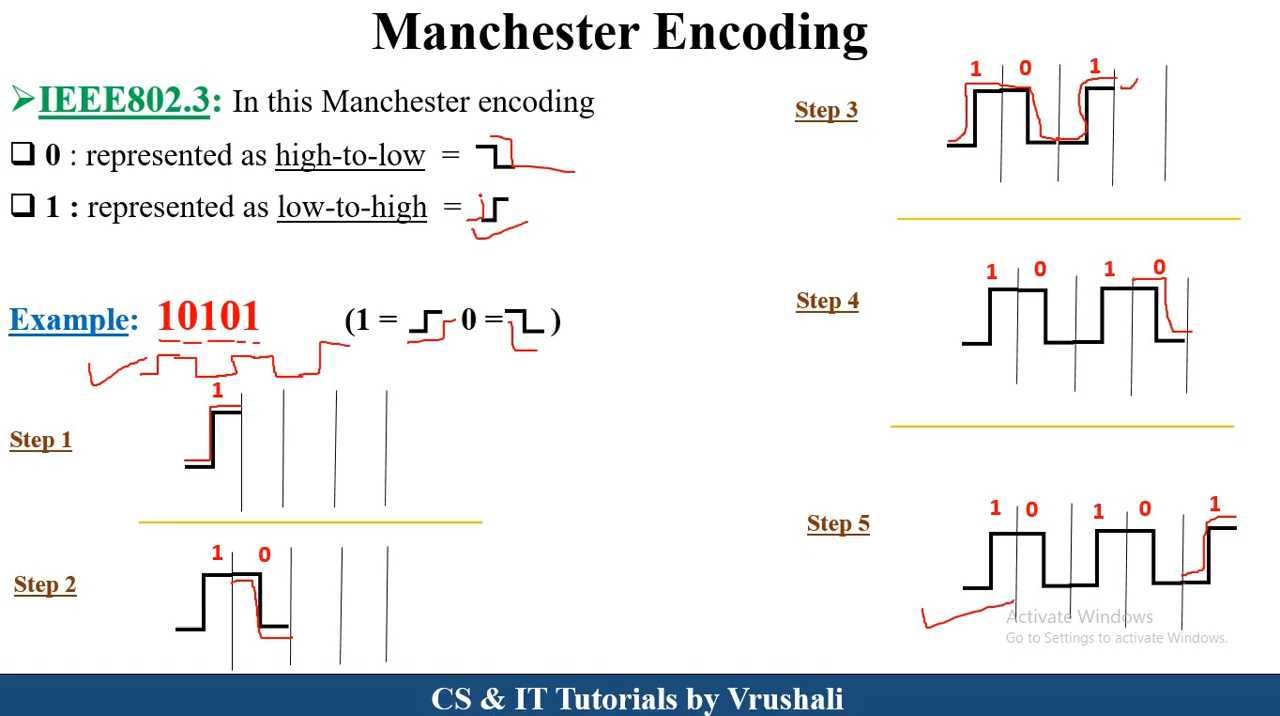 Manchester Encoding
➢IEEE802.3: In this Manchester encoding
❑ 0 : represented as high-to-low =
❑ 1 : represented as low-to-high =
Example: 10101 (1 = 0 = )
Step 1
1
Step 2
1 0
Step 3
1 0 1
Step 4
1 0 1 0
Step 5
1 0 1 0 1
Activate Windows
Go to Settings to activate Windows.
CS & IT Tutorials by Vrushali